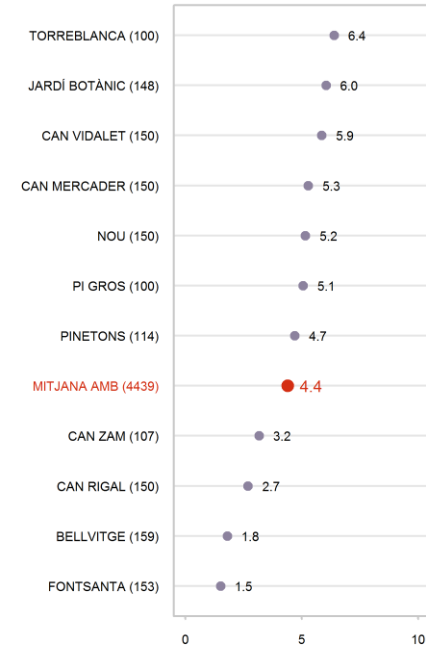 TORREBLANCA (100) 6.4
JARDÍ BOTÀNIC (148) 6.0
CAN VIDALET (150) 5.9
CAN MERCADER (150) 5.3
NOU (150) 5.2
PI GROS (100) 5.1
PINETONS (114) 4.7
MITJANA AMB (4439) 4.4
CAN ZAM (107) 3.2
CAN RIGAL (150) 2.7
BELLVITGE (159) 1.8
FONTSANTA (153) 1.5
0 5 10